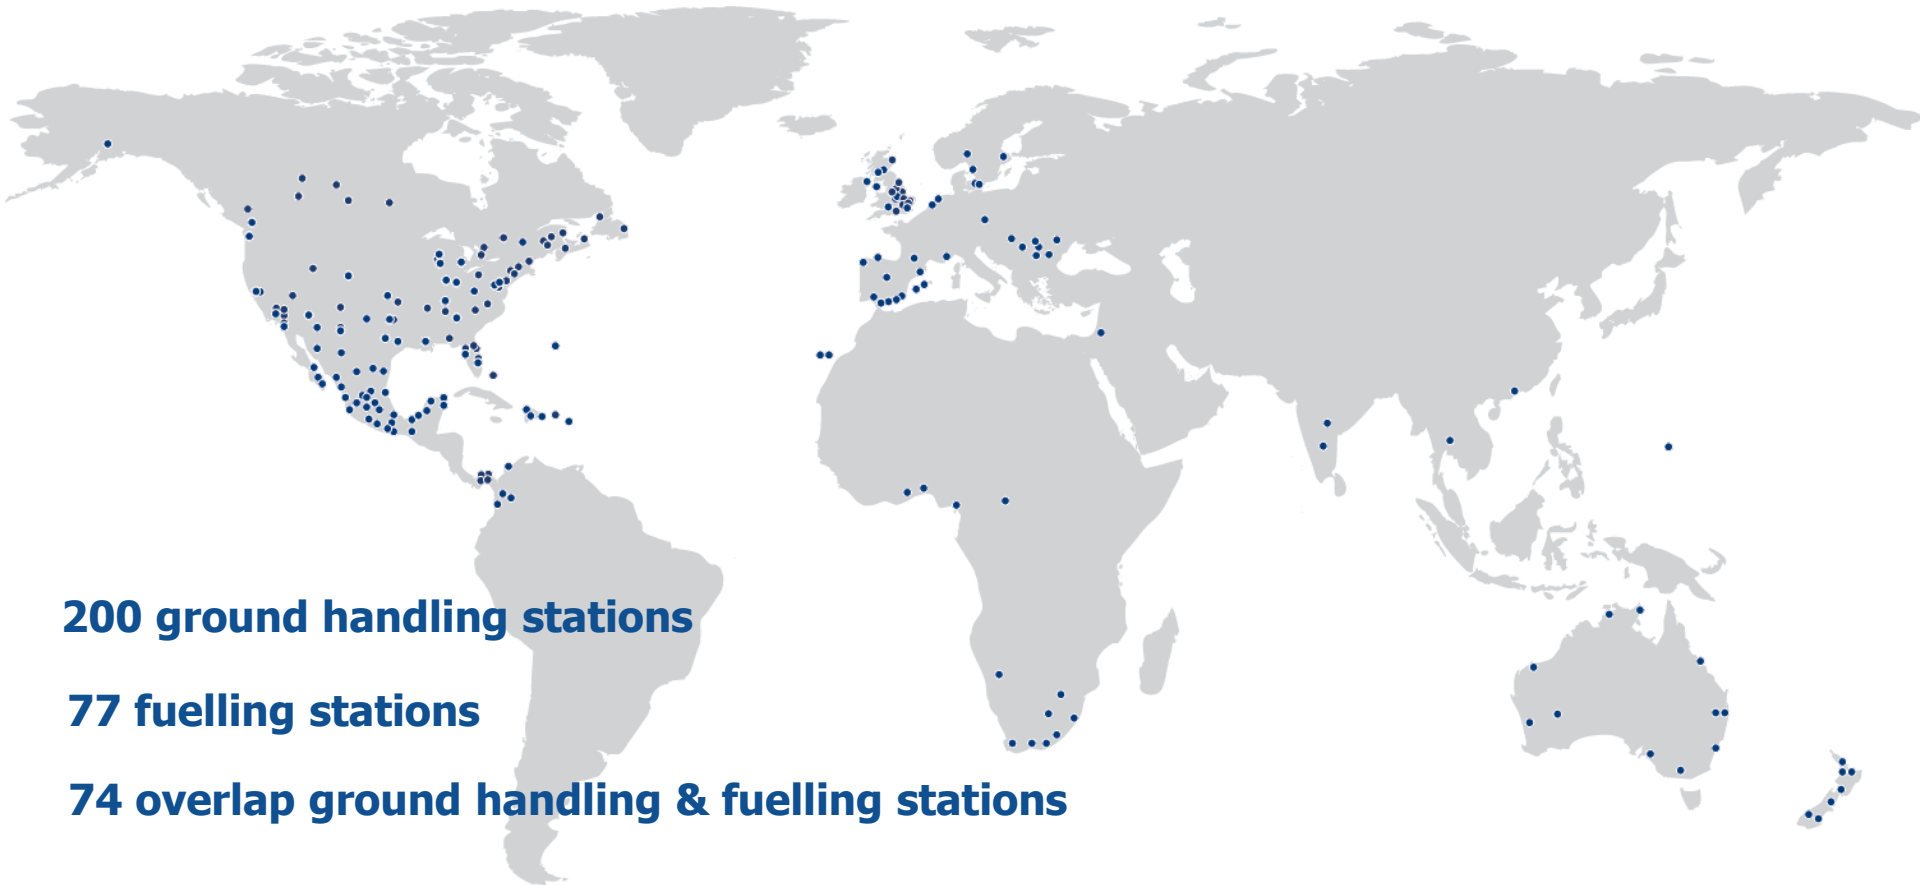 200 ground handling stations
77 fuelling stations
74 overlap ground handling & fuelling stations